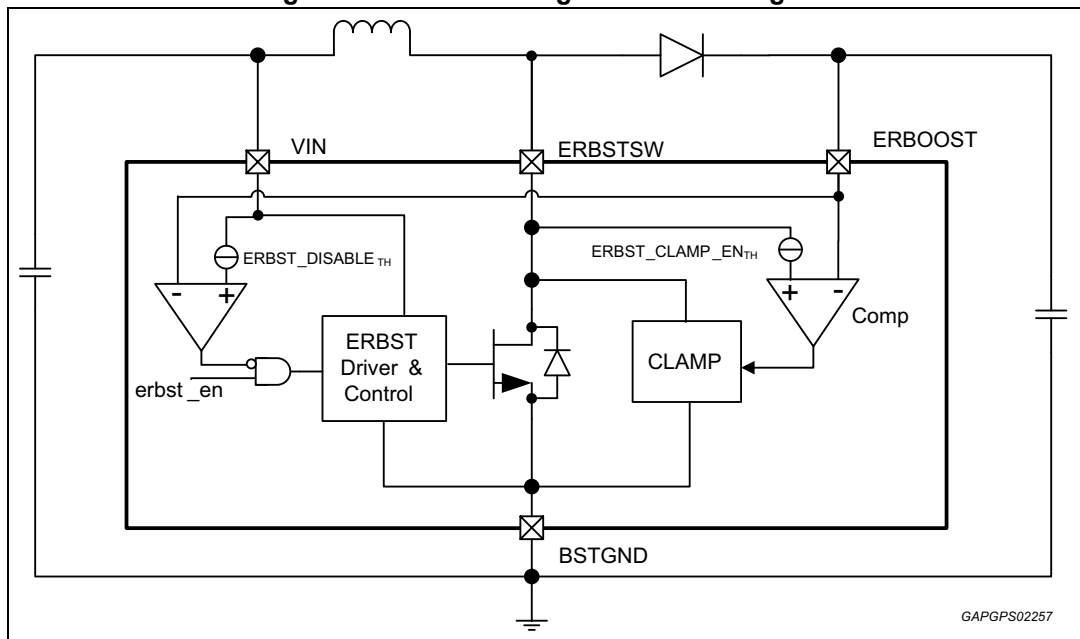 VIN
ERBSTSW
ERBOOST
ERBST_DISABLE TH
ERBST_CLAMP_EN TH
- +
+ -
Comp
ERBST
Driver &
Control
CLAMP
erbst _en
BSTGND
GAPGPS02257